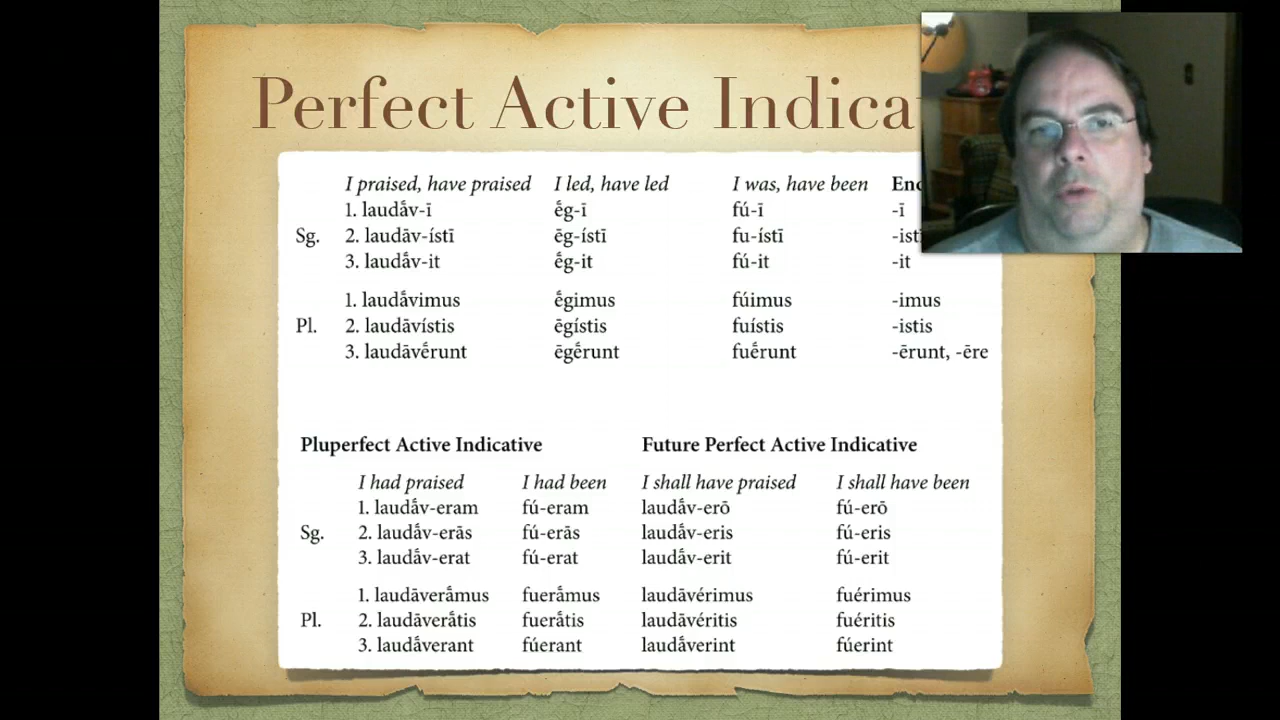 Perfect Active Indica
I praised, have praised I led, have led I was, have been En
1. laudā́v-ī ḗg-ī fú-ī -ī
Sg. 2. laudāv-ístī ēg-ístī fu-ístī -ist
3. laudā́v-it ḗg-it fú-it -it
1. laudā́vimus ḗgimus fúimus -imus
Pl. 2. laudāvístis ēgístis fuístis -istis
3. laudāvḗrunt ēgḗrunt fuḗrunt -ērunt, -ēre
Pluperfect Active Indicative Future Perfect Active Indicative
I had praised I had been I shall have praised I shall have been
1. laudā́v-eram fú-eram laudā́v-erō fú-erō
Sg. 2. laudā́v-erās fú-erās laudā́v-eris fú-eris
3. laudā́v-erat fú-erat laudā́v-erit fú-erit
1. laudāverā́mus fuerā́mus laudāvérimus fuérimus
Pl. 2. laudāverā́tis fuerā́tis laudāvéritis fuéritis
3. laudā́verant fúerant laudā́verint fúerint